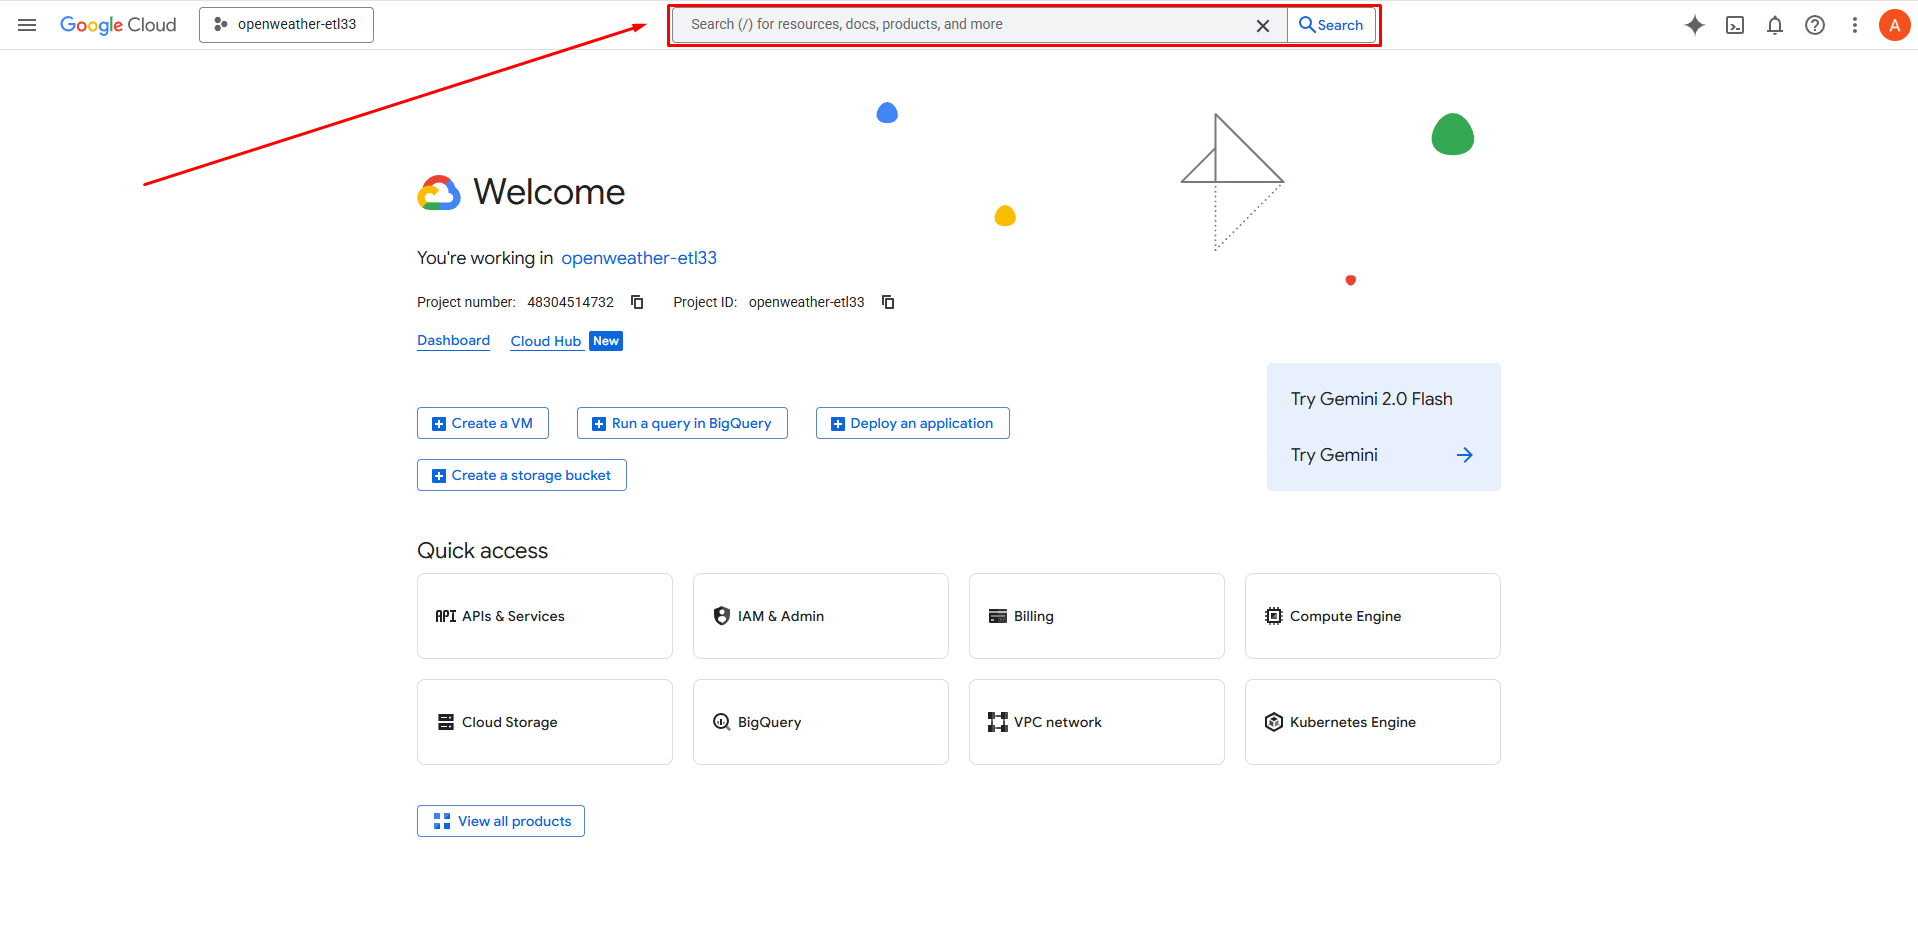 Google Cloud
openweather-etl33
Search (/) for resources, docs, products, and more
Search
A
Welcome
You're working in openweather-etl33
Project number: 48304514732 Project ID: openweather-etl33
Dashboard Cloud Hub New
Create a VM
Run a query in BigQuery
Deploy an application
Create a storage bucket
Try Gemini 2.0 Flash
Try Gemini
Quick access
API APIs & Services
IAM & Admin
Billing
Compute Engine
Cloud Storage
BigQuery
VPC network
Kubernetes Engine
View all products